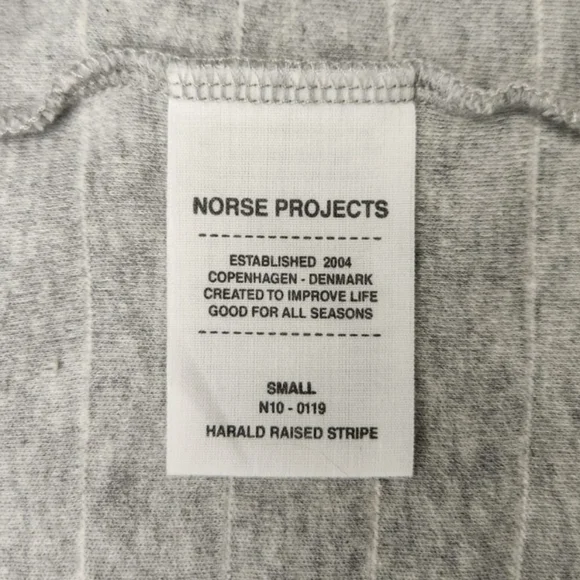 NORSE PROJECTS
ESTABLISHED 2004
COPENHAGEN - DENMARK
CREATED TO IMPROVE LIFE
GOOD FOR ALL SEASONS
SMALL
N10 - 0119
HARALD RAISED STRIPE